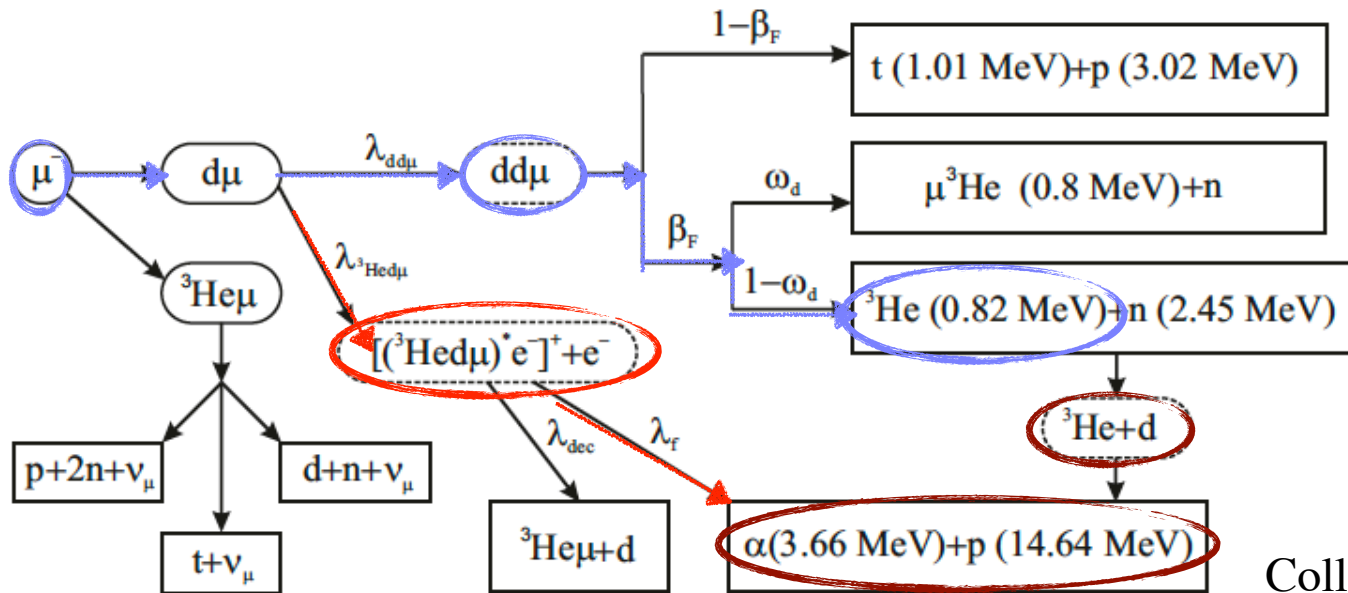 1−β_F
t (1.01 MeV)+p (3.02 MeV)
μ⁻
dμ
λ_ddμ
ddμ
ω_d
μ³He (0.8 MeV)+n
β_F
1−ω_d
³Heμ
λ_³Hedμ
³He (0.82 MeV)+n (2.45 MeV)
[(³Hedμ)*e⁻]⁺+e⁻
³He+d
λ_dec
λ_f
p+2n+ν_μ
d+n+ν_μ
t+ν_μ
³Heμ+d
α(3.66 MeV)+p (14.64 MeV)
Coll